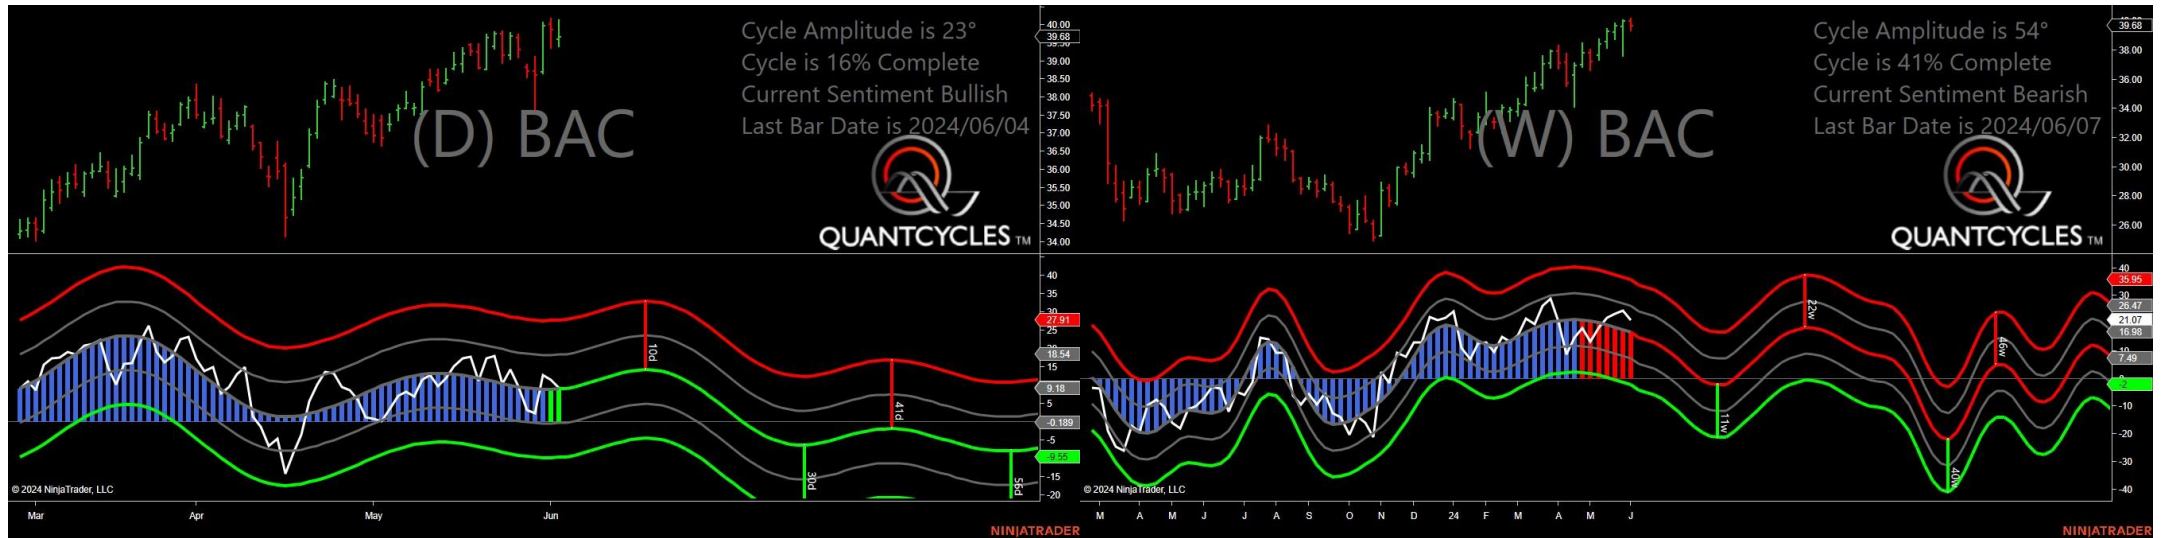 Cycle Amplitude is 23°
Cycle is 16% Complete
Current Sentiment Bullish
Last Bar Date is 2024/06/04
(D) BAC
QUANTCYCLES TM
40.00
39.68
39.00
38.50
38.00
37.50
37.00
36.50
36.00
35.50
35.00
34.50
34.00
40
35
30
27.91
25
18.54
15
9.18
5
-0.189
-5
-9.55
-15
-20
10d
41d
30d
56d
© 2024 NinjaTrader, LLC
Mar Apr May Jun
NINJATRADER
Cycle Amplitude is 54°
Cycle is 41% Complete
Current Sentiment Bearish
Last Bar Date is 2024/06/07
(W) BAC
QUANTCYCLES TM
39.68
38.00
36.00
34.00
32.00
30.00
28.00
26.00
40
35.95
30
26.47
21.07
16.98
7.49
-2
-10
-20
-30
-40
22w
46w
11w
40w
© 2024 NinjaTrader, LLC
M A M J J A S O N D 24 F M A M J
NINJATRADER